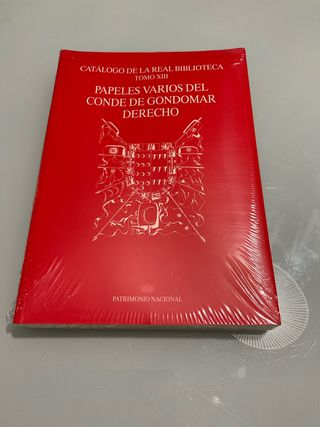 CATÁLOGO DE LA REAL BIBLIOTECA
TOMO XIII
PAPELES VARIOS DEL
CONDE DE GONDOMAR
DERECHO
PATRIMONIO NACIONAL